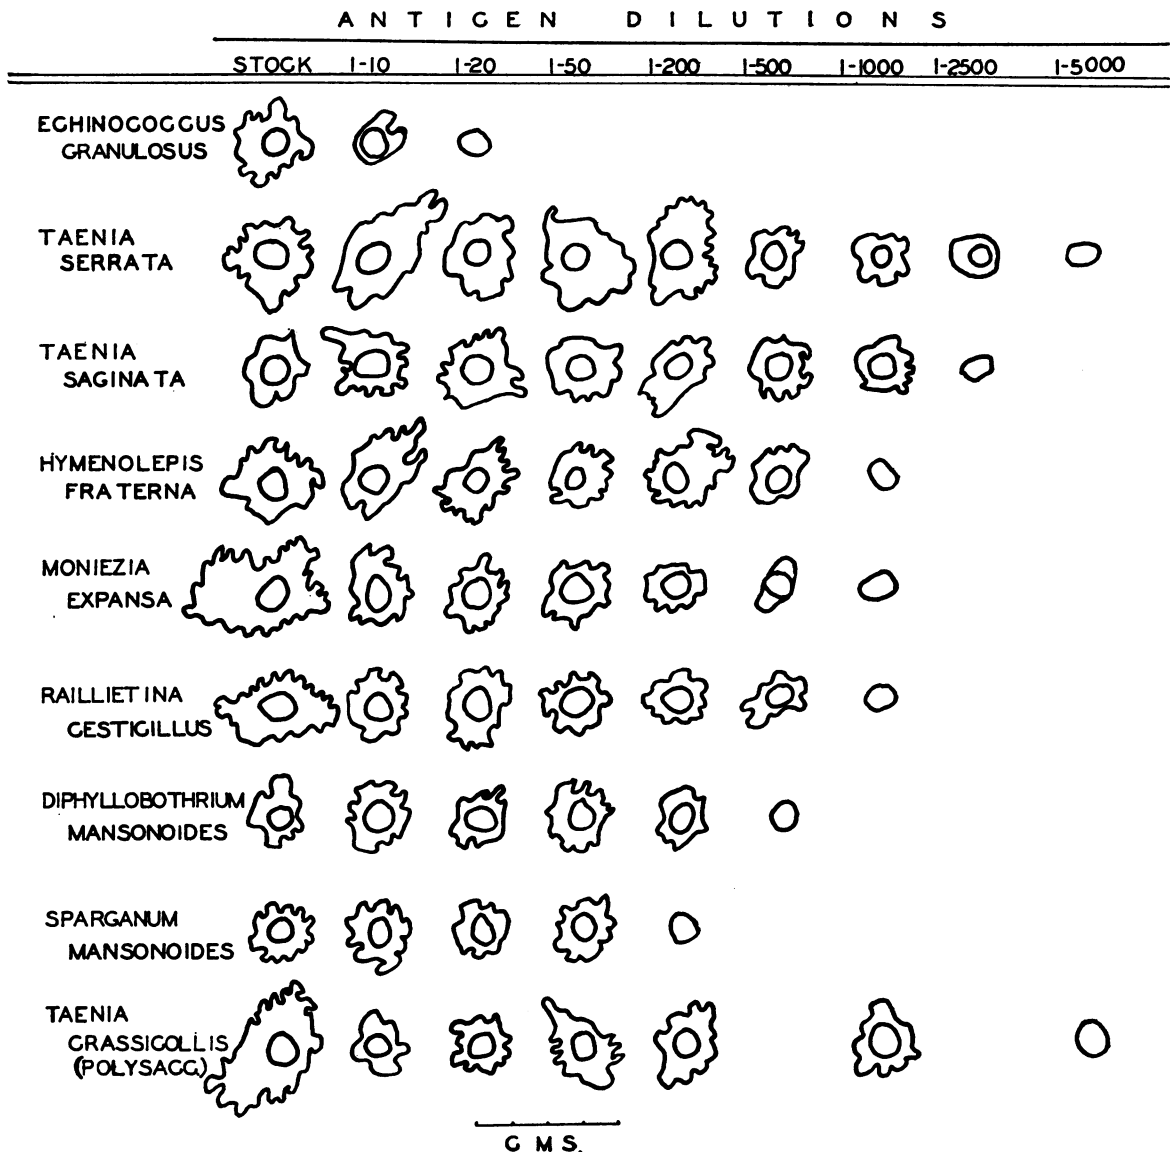 ANTIGEN DILUTIONS
STOCK 1-10 1-20 1-50 1-200 1-500 1-1000 1-2500 1-5000
ECHINOCOCCUS
GRANULOSUS
TAENIA
SERRATA
TAENIA
SAGINATA
HYMENOLEPIS
FRATERNA
MONIEZIA
EXPANSA
RAILLIETINA
CESTICILLUS
DIPHYLLOBOTHRIUM
MANSONOIDES
SPARGANUM
MANSONOIDES
TAENIA
CRASSICOLLIS
(POLYSACC.)
CMS.